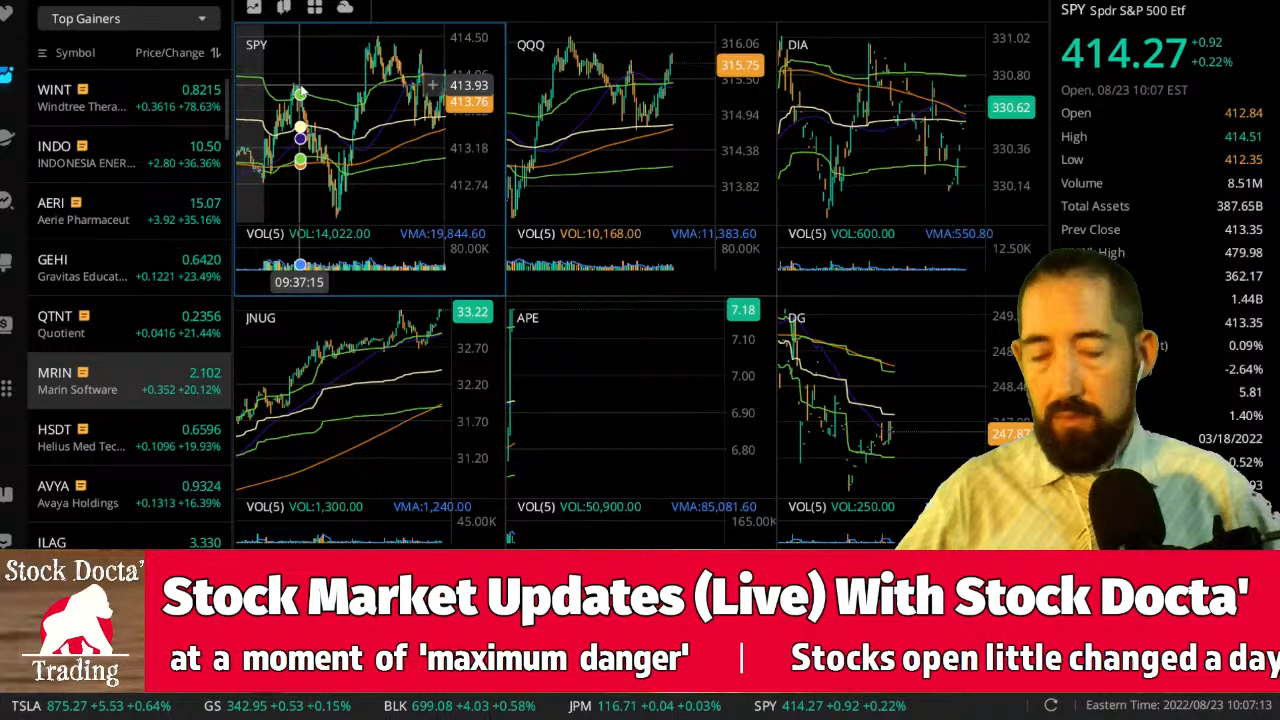 Top Gainers
Symbol Price/Change
WINT 0.8215
Windtree Thera... +0.3616 +78.63%
INDO 10.50
INDONESIA ENER... +2.80 +36.36%
AERI 15.07
Aerie Pharmaceut +3.92 +35.16%
GEHI 0.6420
Gravitas Educat... +0.1221 +23.49%
QTNT 0.2356
Quotient +0.0416 +21.44%
MRIN 2.102
Marin Software +0.352 +20.12%
HSDT 0.6596
Helius Med Tec... +0.1096 +19.93%
AVYA 0.9324
Avaya Holdings +0.1313 +16.39%
ILAG 3.330
SPY
414.50
413.93
413.76
413.18
412.74
VOL(5) VOL:14,022.00 VMA:19,844.60
80.00K
09:37:15
QQQ
316.06
315.75
315.50
314.94
314.38
313.82
VOL(5) VOL:10,168.00 VMA:11,383.60
80.00K
DIA
331.02
330.80
330.62
330.36
330.14
VOL(5) VOL:600.00 VMA:550.80
12.50K
JNUG
33.22
32.70
32.20
31.70
31.20
VOL(5) VOL:1,300.00 VMA:1,240.00
45.00K
APE
7.18
7.10
7.00
6.90
6.80
VOL(5) VOL:50,900.00 VMA:85,081.60
165.00K
DG
247.87
VOL(5) VOL:250.00
SPY Spdr S&P 500 Etf
414.27 +0.92
+0.22%
Open, 08/23 10:07 EST
Open 412.84
High 414.51
Low 412.35
Volume 8.51M
Total Assets 387.65B
Prev Close 413.35
479.98
362.17
1.44B
413.35
0.09%
-2.64%
5.81
1.40%
03/18/2022
0.52%
Stock Docta'
Trading
Stock Market Updates (Live) With Stock Docta'
at a moment of 'maximum danger' | Stocks open little changed a day
TSLA 875.27 +5.53 +0.64% GS 342.95 +0.53 +0.15% BLK 699.08 +4.03 +0.58% JPM 116.71 +0.04 +0.03% SPY 414.27 +0.92 +0.22% Eastern Time: 2022/08/23 10:07:13